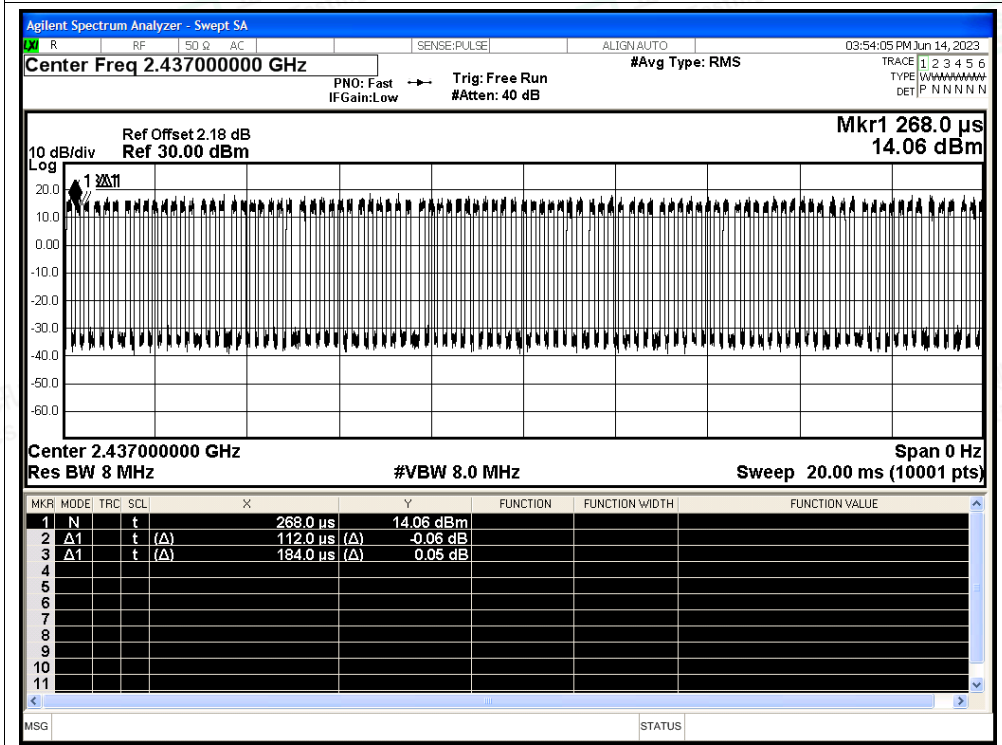 Agilent Spectrum Analyzer - Swept SA
LXI R RF 50 Ω AC SENSE:PULSE ALIGN AUTO 03:54:05 PM Jun 14, 2023
Center Freq 2.437000000 GHz #Avg Type: RMS TRACE 1 2 3 4 5 6
PNO: Fast Trig: Free Run TYPE
IFGain:Low #Atten: 40 dB DET P N N N N N
Mkr1 268.0 µs
Ref Offset 2.18 dB
10 dB/div Ref 30.00 dBm 14.06 dBm
Log
1
20.0
10.0
0.00
-10.0
-20.0
-30.0
-40.0
-50.0
-60.0
Center 2.437000000 GHz Span 0 Hz
Res BW 8 MHz #VBW 8.0 MHz Sweep 20.00 ms (10001 pts)
MKR MODE TRC SCL X Y FUNCTION FUNCTION WIDTH FUNCTION VALUE
1 N t 268.0 µs 14.06 dBm
2 Δ1 t (Δ) 112.0 µs (Δ) -0.06 dB
3 Δ1 t (Δ) 184.0 µs (Δ) 0.05 dB
4
5
6
7
8
9
10
11
MSG STATUS